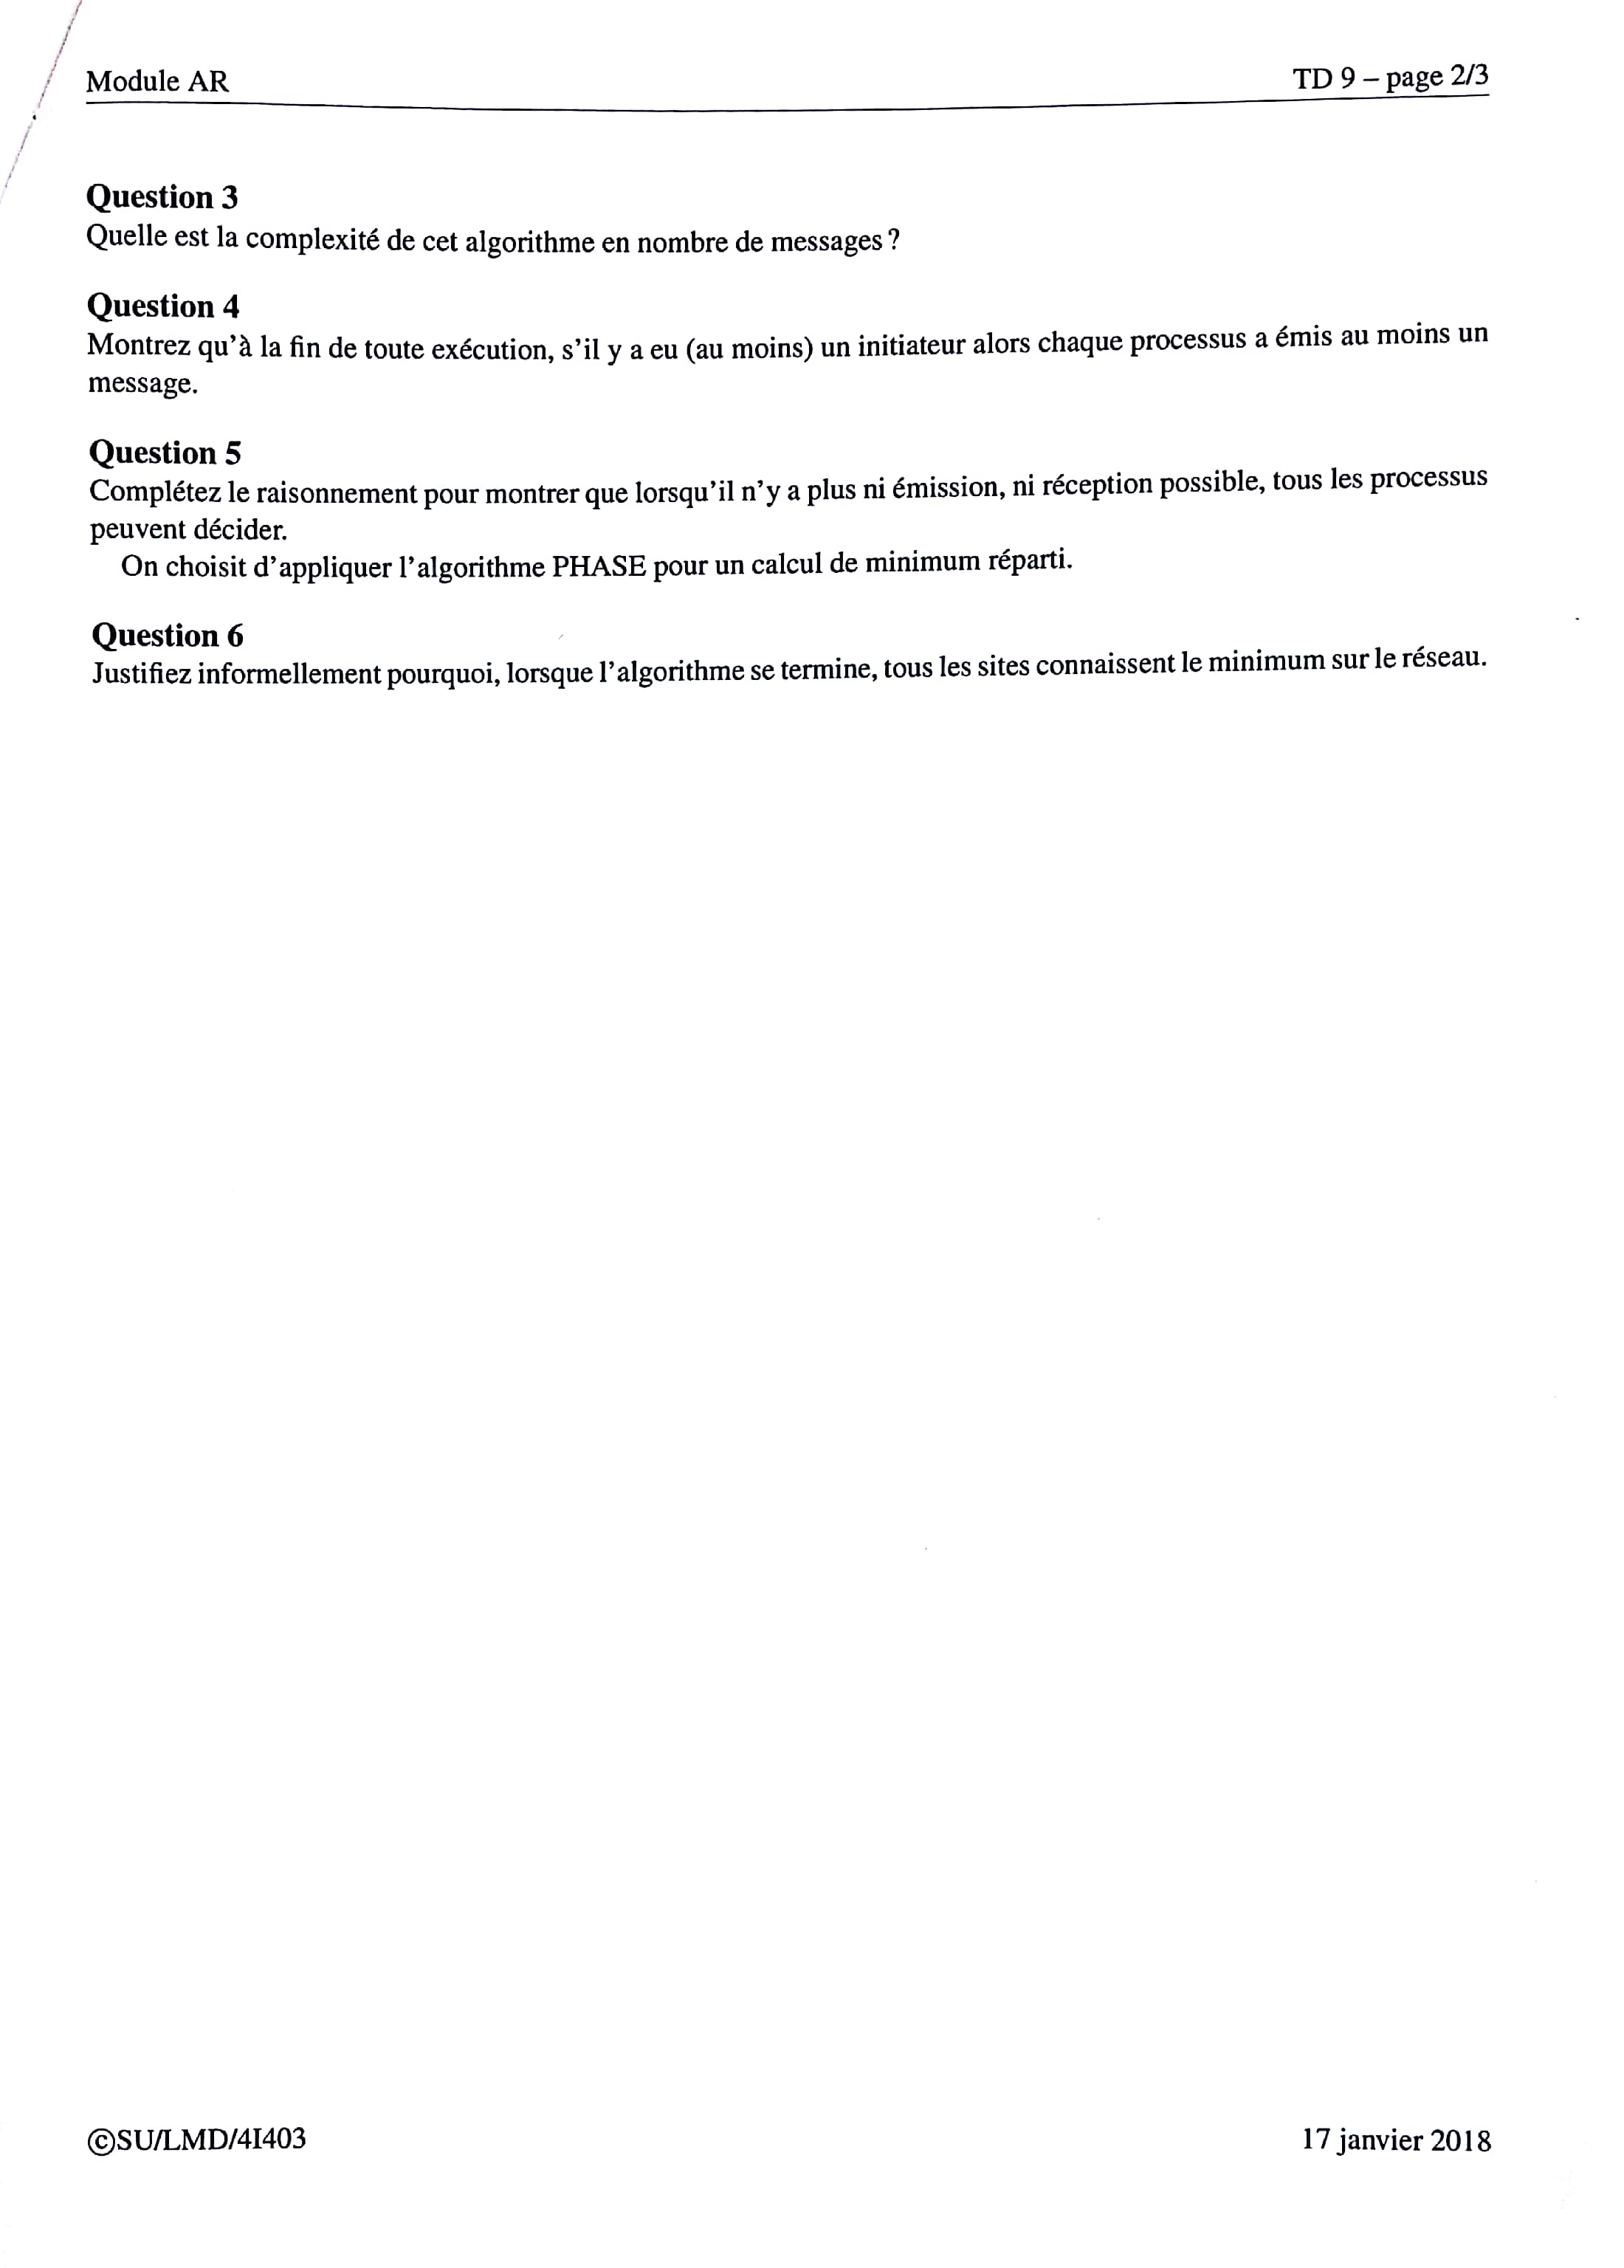 Module AR
TD 9 – page 2/3
Question 3
Quelle est la complexité de cet algorithme en nombre de messages ?
Question 4
Montrez qu'à la fin de toute exécution, s'il y a eu (au moins) un initiateur alors chaque processus a émis au moins un
message.
Question 5
Complétez le raisonnement pour montrer que lorsqu'il n'y a plus ni émission, ni réception possible, tous les processus
peuvent décider.
On choisit d'appliquer l'algorithme PHASE pour un calcul de minimum réparti.
Question 6
Justifiez informellement pourquoi, lorsque l'algorithme se termine, tous les sites connaissent le minimum sur le réseau.
©SU/LMD/4I403
17 janvier 2018